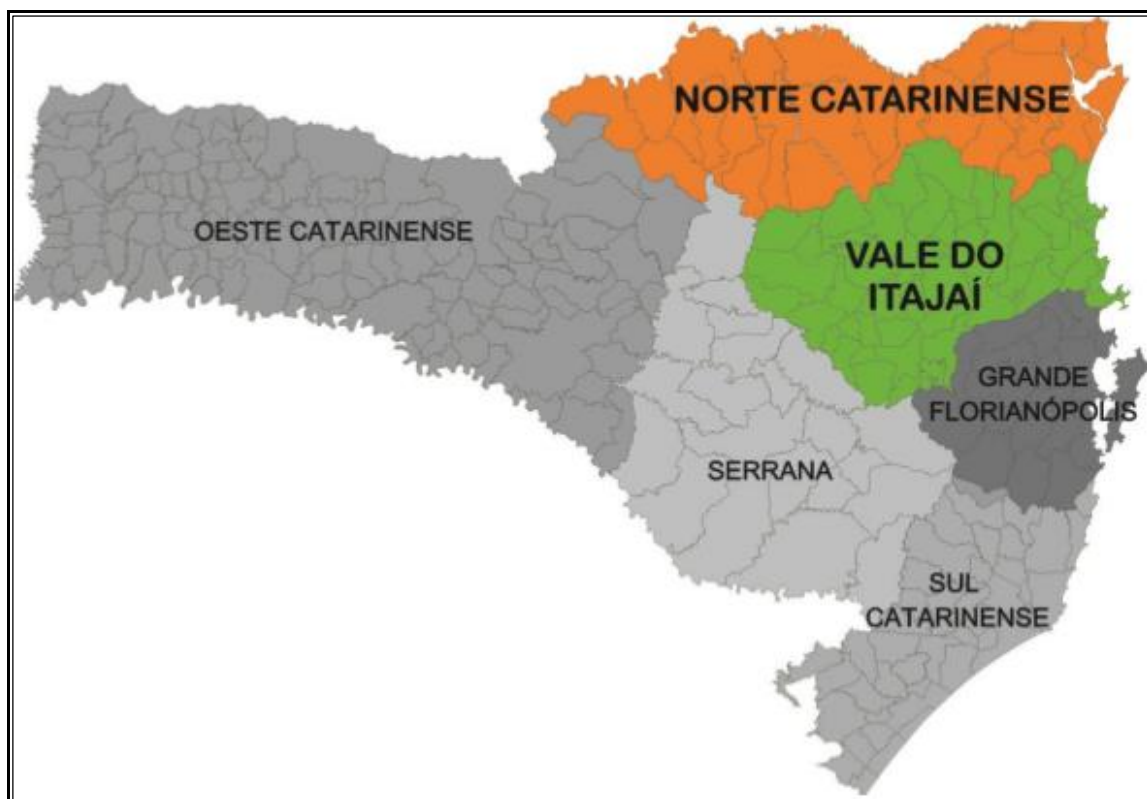 NORTE CATARINENSE
OESTE CATARINENSE
VALE DO
ITAJAÍ
GRANDE
FLORIANÓPOLIS
SERRANA
SUL
CATARINENSE